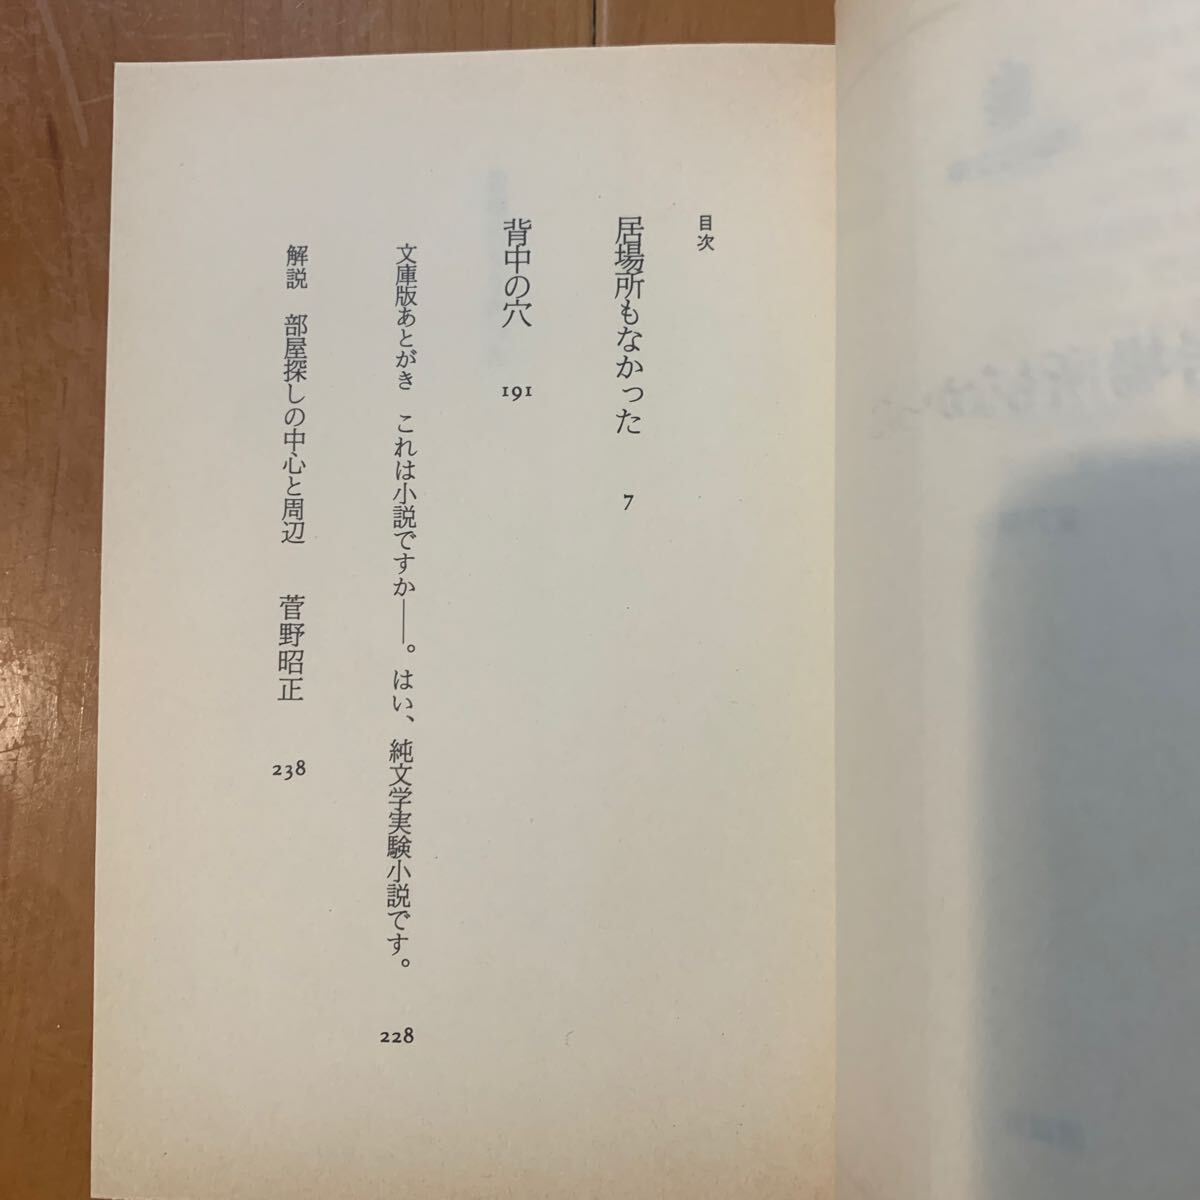 目次
居場所もなかった 7
背中の穴 191
文庫版あとがき これは小説ですか――。はい、純文学実験小説です。 228
解説 部屋探しの中心と周辺 菅野昭正 238